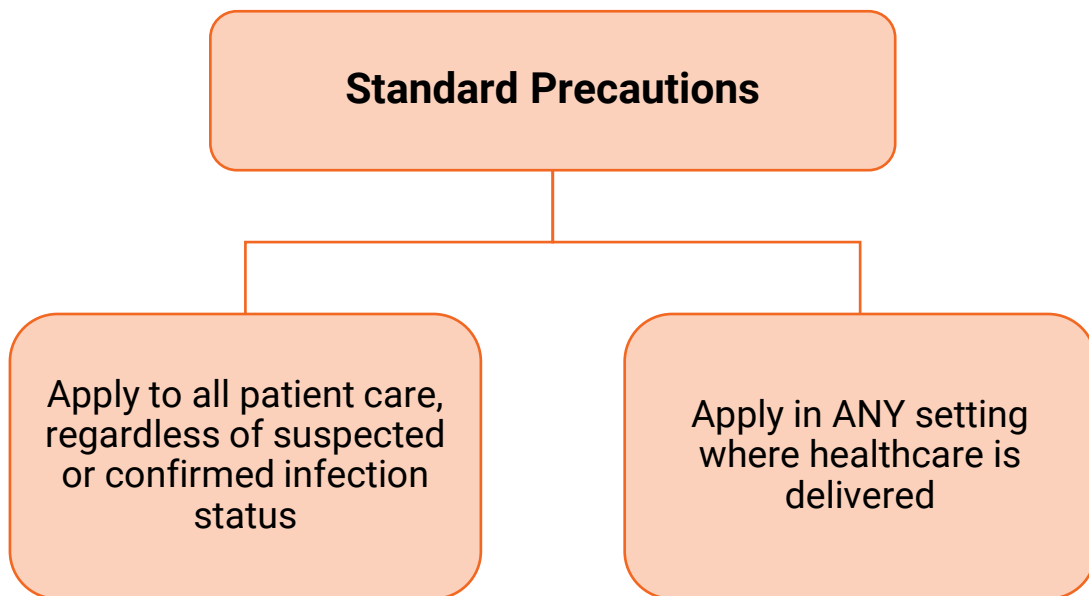 Standard Precautions
Apply to all patient care,
regardless of suspected
or confirmed infection
status
Apply in ANY setting
where healthcare is
delivered